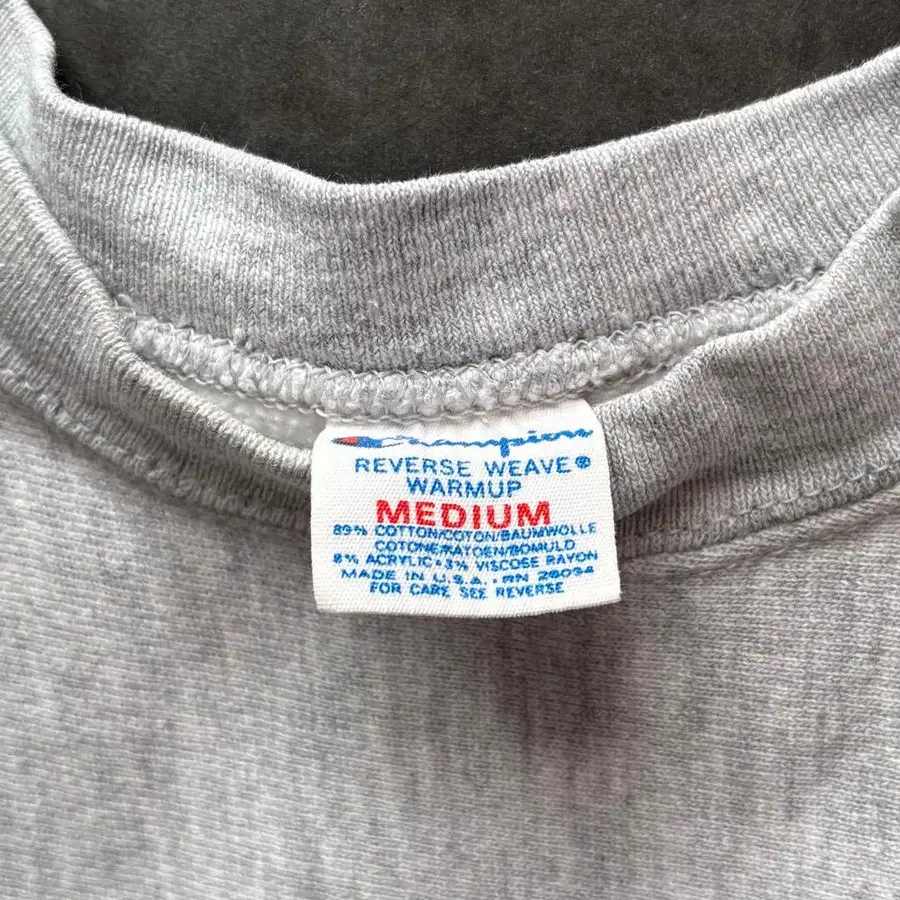 Champion
REVERSE WEAVE®
WARMUP
MEDIUM
89% COTTON/COTON/BAUMWOLLE
COTONE/KATOEN/BOMULD
8% ACRYLIC • 3% VISCOSE RAYON
MADE IN U.S.A. • RN 26094
FOR CARE SEE REVERSE